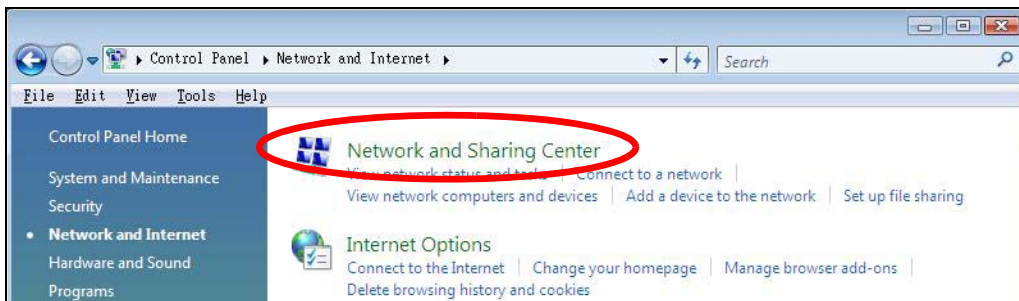 Control Panel Network and Internet Search
File Edit View Tools Help
Control Panel Home
System and Maintenance
Security
Network and Internet
Hardware and Sound
Programs
Network and Sharing Center
View network status and tasks Connect to a network
View network computers and devices Add a device to the network Set up file sharing
Internet Options
Connect to the Internet Change your homepage Manage browser add-ons
Delete browsing history and cookies